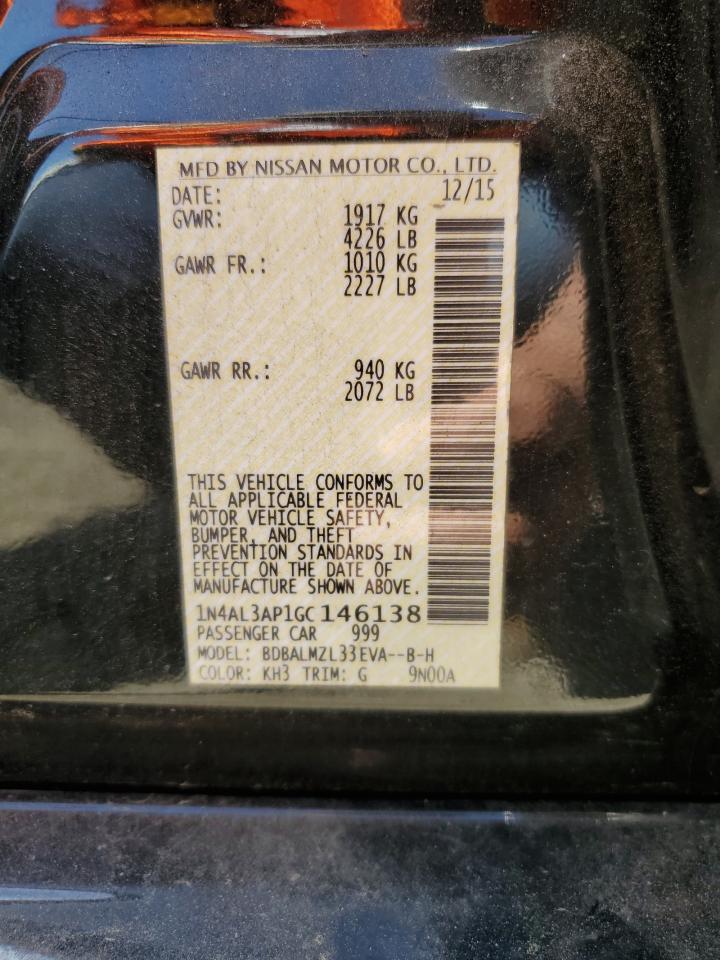 MFD BY NISSAN MOTOR CO., LTD.
DATE: 12/15
GVWR: 1917 KG
4226 LB
GAWR FR.: 1010 KG
2227 LB
GAWR RR.: 940 KG
2072 LB
THIS VEHICLE CONFORMS TO
ALL APPLICABLE FEDERAL
MOTOR VEHICLE SAFETY,
BUMPER, AND THEFT
PREVENTION STANDARDS IN
EFFECT ON THE DATE OF
MANUFACTURE SHOWN ABOVE.
1N4AL3AP1GC146138
PASSENGER CAR 999
MODEL: BDBALMZL33EVA--B-H
COLOR: KH3 TRIM: G 9N00A